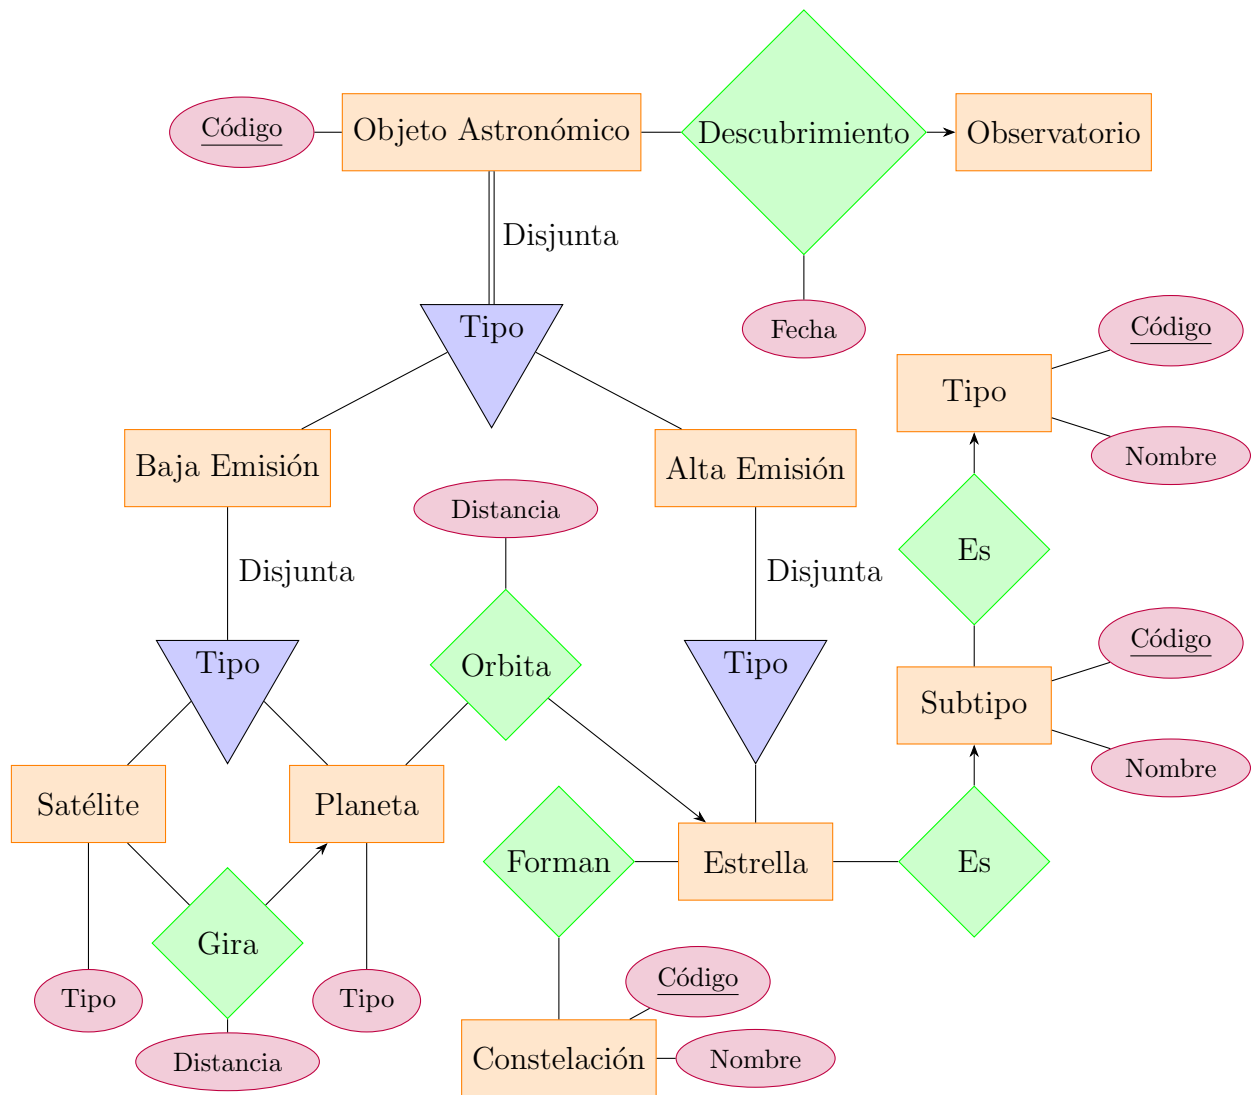 Código
Objeto Astronómico
Descubrimiento
Observatorio
Disjunta
Tipo
Fecha
Código
Tipo
Nombre
Baja Emisión
Alta Emisión
Distancia
Es
Disjunta
Disjunta
Código
Tipo
Orbita
Tipo
Subtipo
Nombre
Satélite
Planeta
Forman
Estrella
Es
Gira
Código
Tipo
Tipo
Distancia
Constelación
Nombre